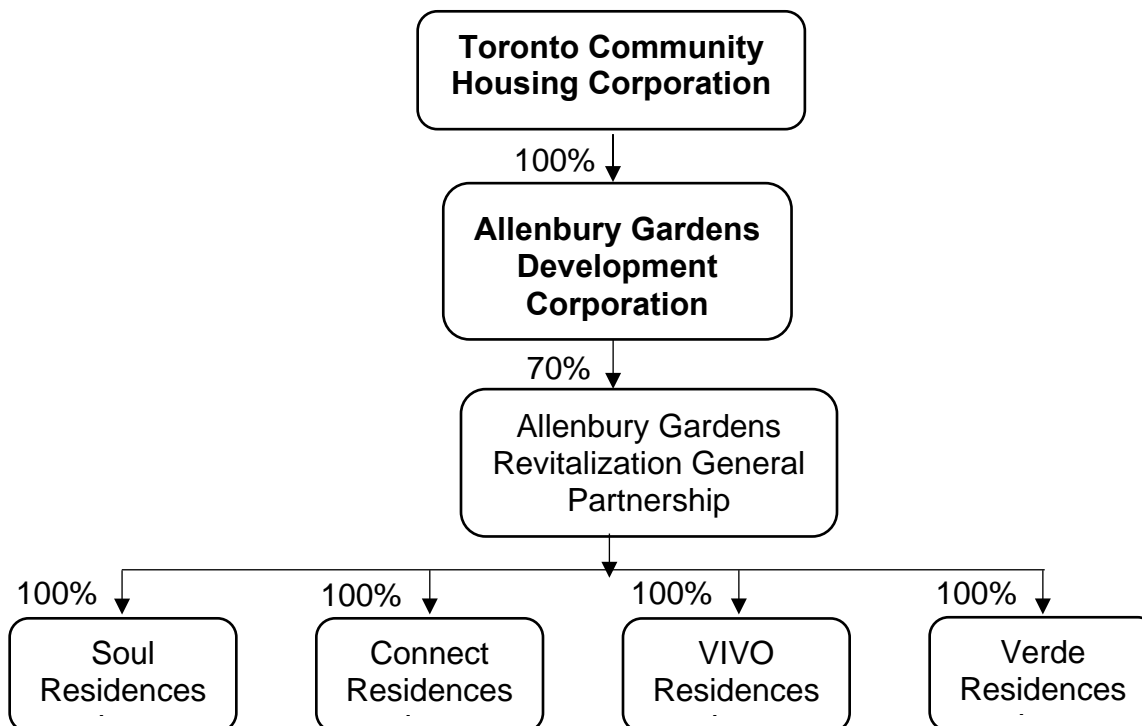 Toronto Community
Housing Corporation
100%
Allenbury Gardens
Development
Corporation
70%
Allenbury Gardens
Revitalization General
Partnership
100%
100%
100%
100%
Soul
Residences
Connect
Residences
VIVO
Residences
Verde
Residences